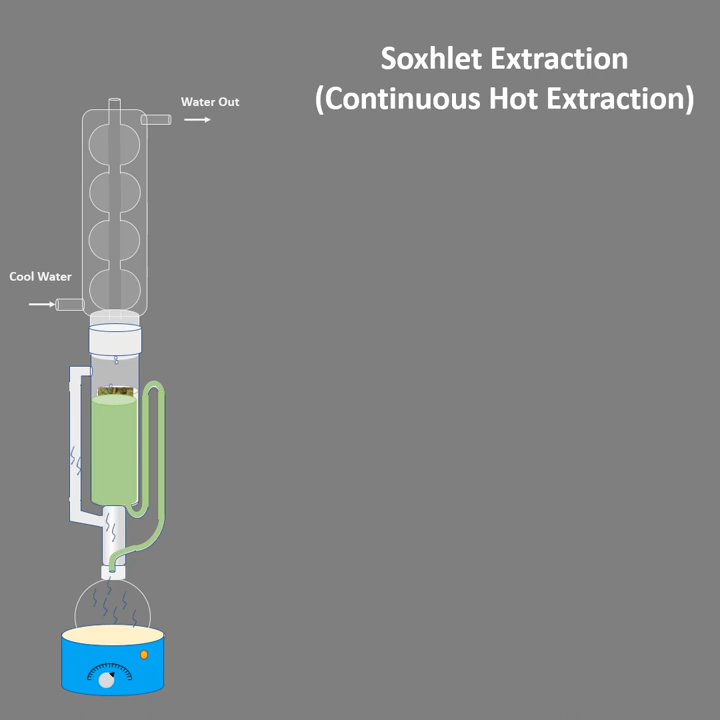 Soxhlet Extraction
(Continuous Hot Extraction)
Water Out
Cool Water